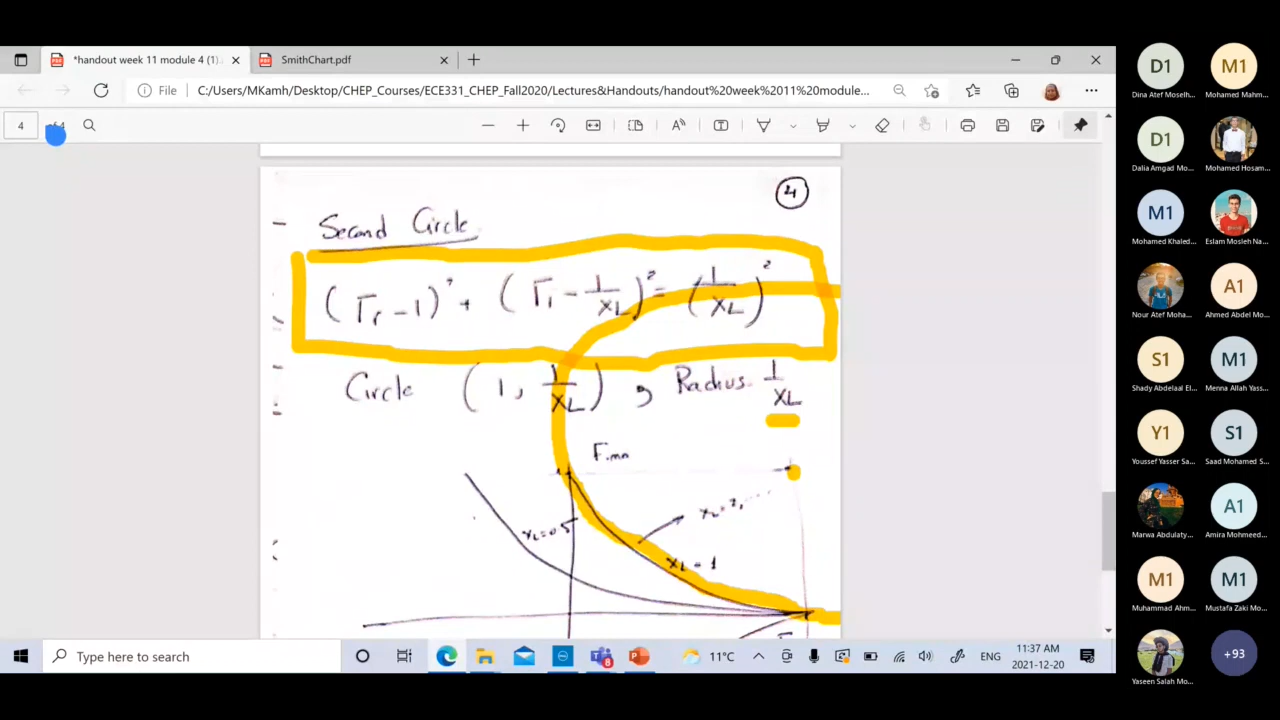 *handout week 11 module 4 (1).
SmithChart.pdf
File
C:/Users/MKamh/Desktop/CHEP_Courses/ECE331_CHEP_Fall2020/Lectures&Handouts/handout%20week%2011%20module...
4
4
Second Circle
(Γr - 1)² + (Γi - 1/XL)² = (1/XL)²
Circle (1, 1/XL) , Radius 1/XL
XL=0.5
XL=2,....
XL=1
Type here to search
11°C
ENG
11:37 AM
2021-12-20
8
D1
Dina Atef Moselh...
M1
Mohamed Mahm...
D1
Dalia Amgad Mo...
Mohamed Hosam...
M1
Mohamed Khaled...
Eslam Mosleh Na...
Nour Atef Moha...
A1
Ahmed Abdel Mo...
S1
Shady Abdelaal El...
M1
Menna Allah Yass...
Y1
Youssef Yasser Sa...
S1
Saad Mohamed S...
Marwa Abdulaty...
A1
Amira Mohmeed...
M1
Muhammad Ahm...
M1
Mustafa Zaki Mo...
Yaseen Salah Mo...
+93